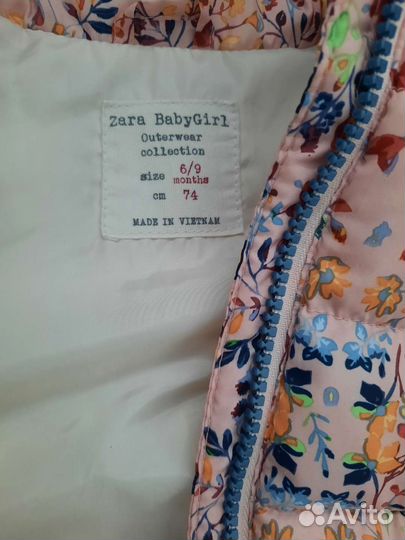 Zara BabyGirl
Outerwear
collection
size 6/9
months
cm 74
MADE IN VIETNAM
Avito